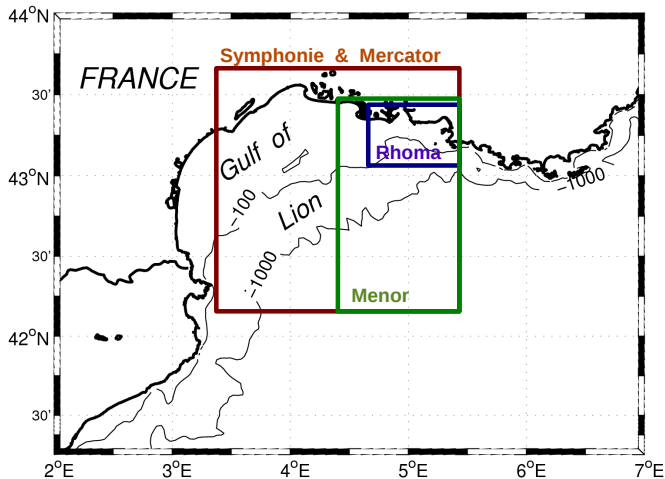 44°N
Symphonie & Mercator
FRANCE
30'
Gulf of
Rhoma
43°N
-1000
-100
Lion
30'
-1000
Menor
42°N
30'
2°E 3°E 4°E 5°E 6°E 7°E